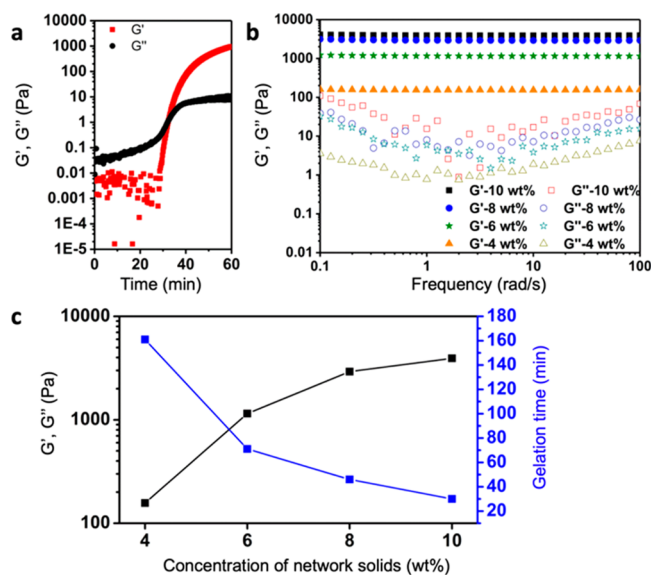 a
G'
G''
10000
1000
100
10
1
0.1
0.01
0.001
1E-4
1E-5
G', G'' (Pa)
0 20 40 60
Time (min)
b
10000
1000
100
10
1
0.1
0.01
G', G'' (Pa)
G'-10 wt% G''-10 wt%
G'-8 wt% G''-8 wt%
G'-6 wt% G''-6 wt%
G'-4 wt% G''-4 wt%
0.1 1 10 100
Frequency (rad/s)
c
10000
1000
100
G', G'' (Pa)
180
160
140
120
100
80
60
40
20
Gelation time (min)
4 6 8 10
Concentration of network solids (wt%)